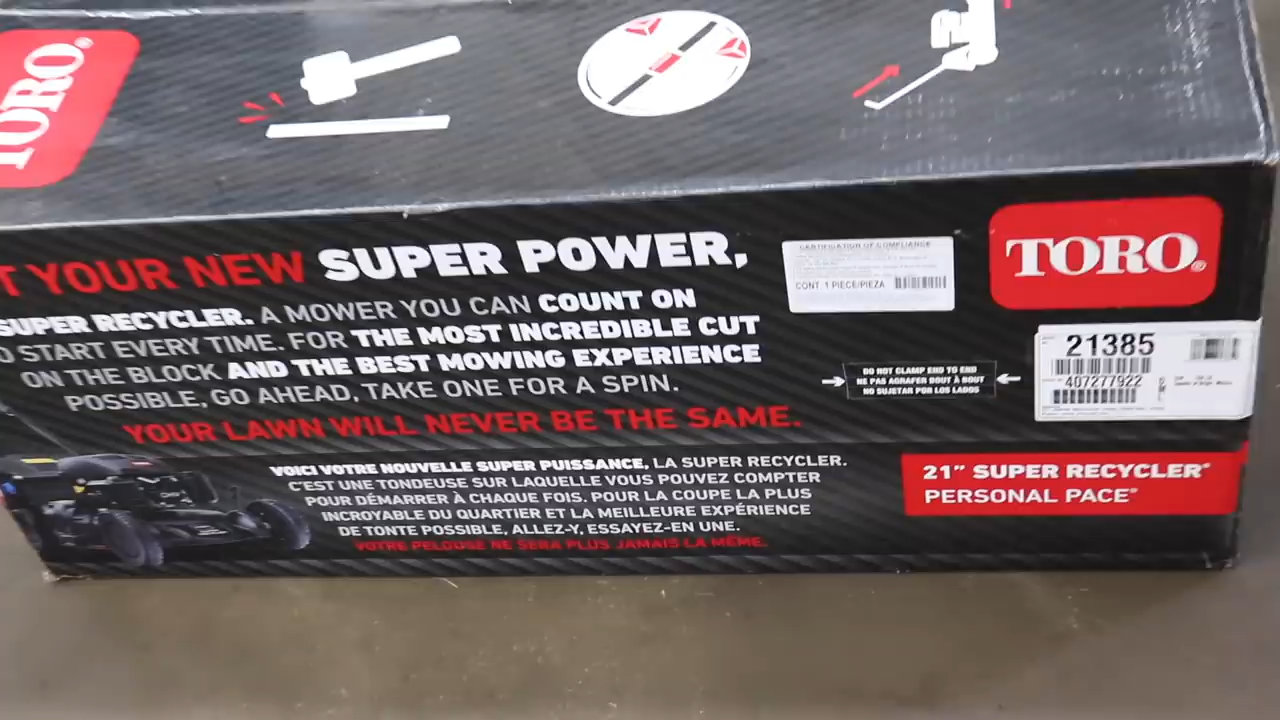 TORO®
T YOUR NEW SUPER POWER,
SUPER RECYCLER. A MOWER YOU CAN COUNT ON
START EVERY TIME. FOR THE MOST INCREDIBLE CUT
ON THE BLOCK AND THE BEST MOWING EXPERIENCE
POSSIBLE, GO AHEAD, TAKE ONE FOR A SPIN.
YOUR LAWN WILL NEVER BE THE SAME.
VOICI VOTRE NOUVELLE SUPER PUISSANCE, LA SUPER RECYCLER.
C'EST UNE TONDEUSE SUR LAQUELLE VOUS POUVEZ COMPTER
POUR DÉMARRER À CHAQUE FOIS. POUR LA COUPE LA PLUS
INCROYABLE DU QUARTIER ET LA MEILLEURE EXPÉRIENCE
DE TONTE POSSIBLE, ALLEZ-Y, ESSAYEZ-EN UNE.
VOTRE PELOUSE NE SERA PLUS JAMAIS LA MÊME.
CERTIFICATION OF COMPLIANCE
CONT. 1 PIECE/PIEZA
TORO®
21385
407277922
DO NOT CLAMP END TO END
NE PAS AGRAFER BOUT À BOUT
NO SUJETAR POR LOS LADOS
21" SUPER RECYCLER®
PERSONAL PACE®